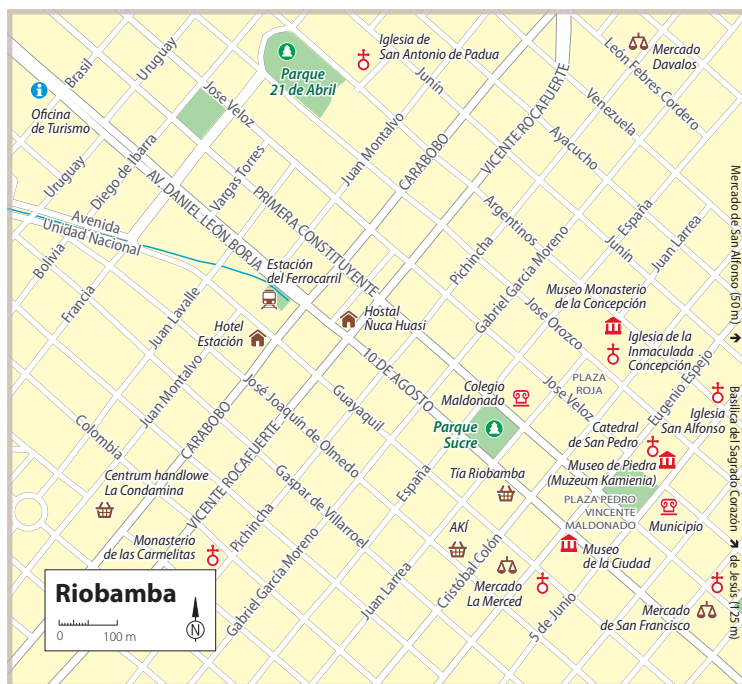 Brasil
Uruguay
Iglesia de
San Antonio de Padua
Mercado
Davalos
León Febres Cordero
Parque
21 de Abril
Oficina
de Turismo
Jose Veloz
Junín
Venezuela
Ayacucho
VICENTE ROCAFUERTE
CARABOBO
Juan Montalvo
Uruguay
Diego de Ibarra
Vargas Torres
AV. DANIEL LEÓN BORJA
PRIMERA CONSTITUYENTE
Argentinos
España
Junín
Juan Larrea
Mercado de San Alfonso (50 m)
Avenida
Unidad Nacional
Bolivia
Francia
Juan Lavalle
Estación
del Ferrocarril
Pichincha
Gabriel García Moreno
Jose Orozco
Museo Monasterio
de la Concepción
Hotel
Estación
Hostal
Ñuca Huasi
Iglesia de la
Inmaculada
Concepción
Juan Montalvo
10 DE AGOSTO
Colegio
Maldonado
PLAZA
ROJA
Jose Veloz
Eugenio Espejo
Colombia
CARABOBO
José Joaquín de Olmedo
Guayaquil
Parque
Sucre
Catedral
de San Pedro
Iglesia
San Alfonso
Basílica del Sagrado Corazón
de Jesús (125 m)
Centrum handlowe
La Condamina
VICENTE ROCAFUERTE
Gaspar de Villarroel
España
Tía Riobamba
Museo de Piedra
(Muzeum Kamienia)
PLAZA PEDRO
VINCENTE
MALDONADO
Municipio
Monasterio
de las Carmelitas
Pichincha
Gabriel García Moreno
AKÍ
Cristóbal Colón
Museo
de la Ciudad
Juan Larrea
Mercado
La Merced
5 de Junio
Mercado
de San Francisco
Riobamba
0 100 m
N